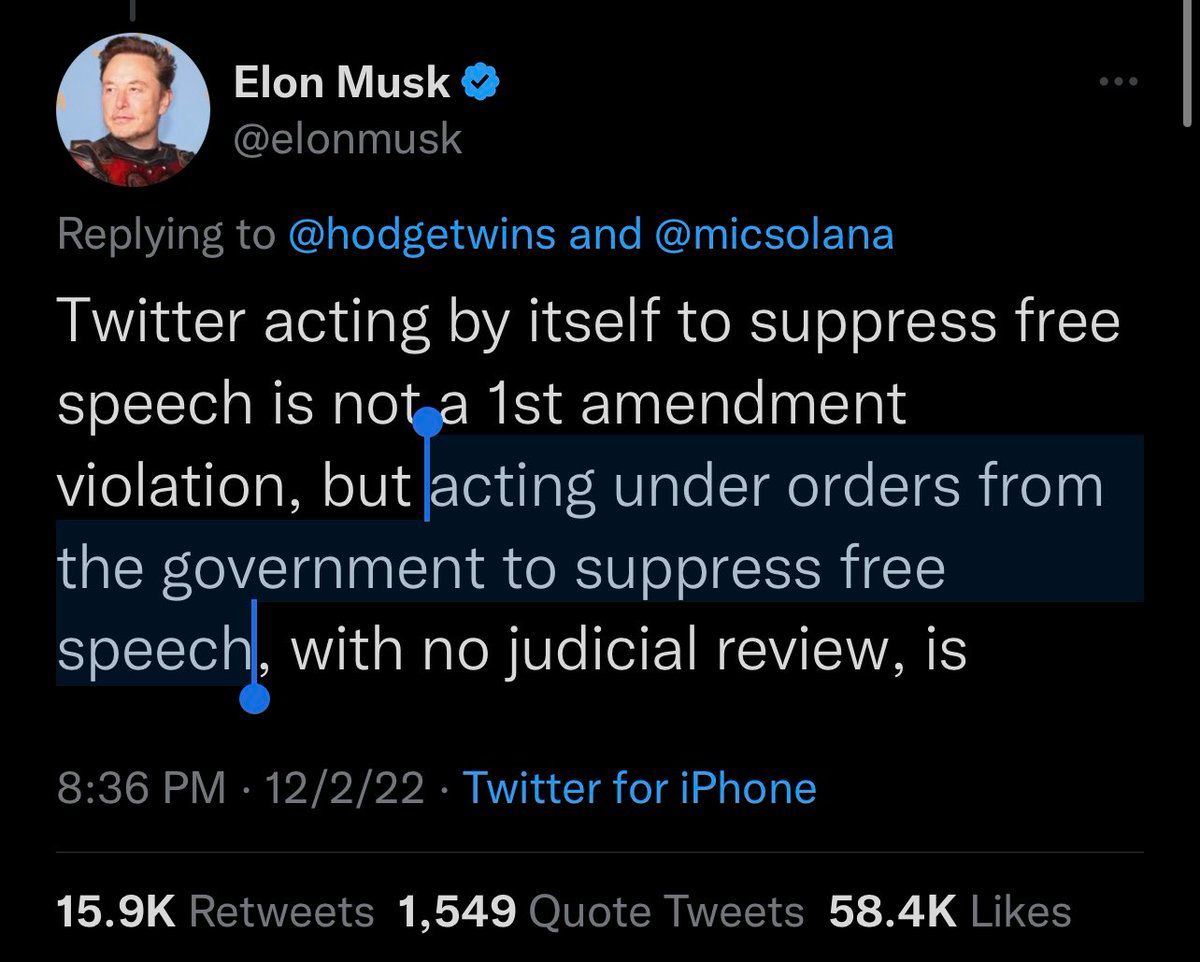 Elon Musk
@elonmusk
Replying to @hodgetwins and @micsolana
Twitter acting by itself to suppress free
speech is not a 1st amendment
violation, but acting under orders from
the government to suppress free
speech, with no judicial review, is
8:36 PM · 12/2/22 · Twitter for iPhone
15.9K Retweets 1,549 Quote Tweets 58.4K Likes